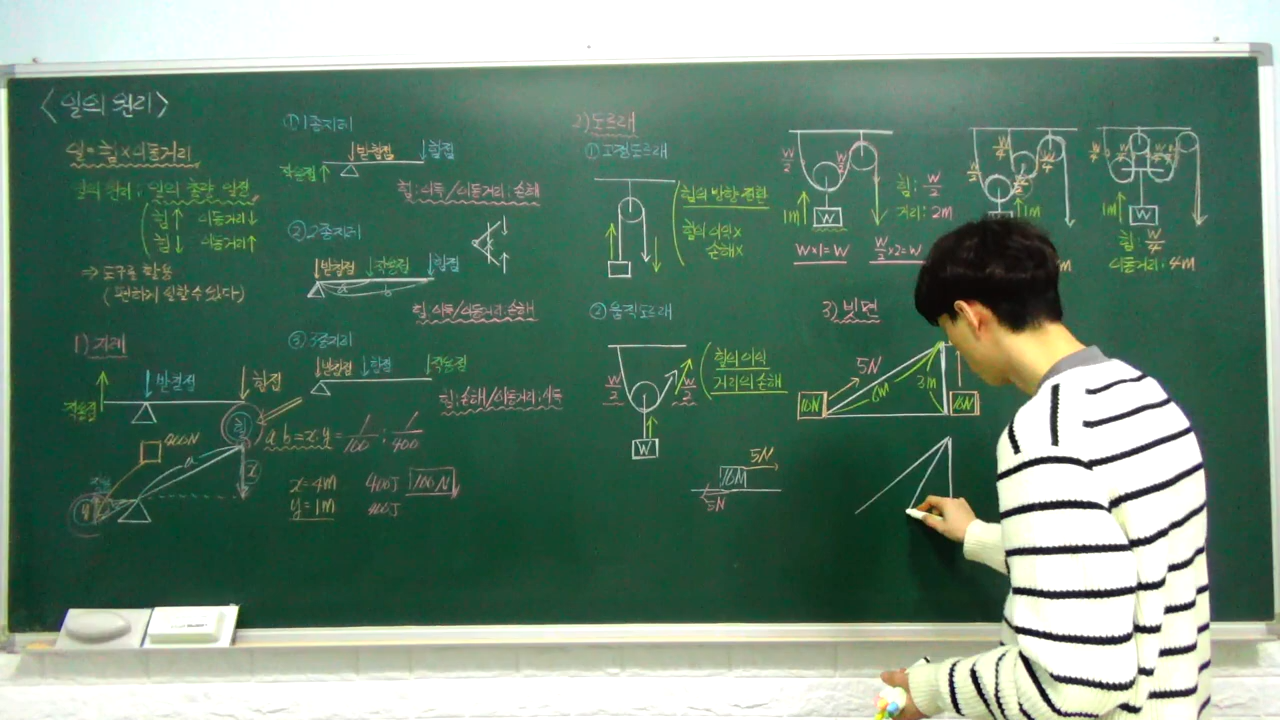 <일의 원리>
일=힘×이동거리
일의 원리: 일의 총량 일정
힘↑ 이동거리↓
힘↓ 이동거리↑
⇒ 도구를 활용
(편하게 일할 수 있다)
1) 지레
작용점
받침점
힘점
400N
a
힘
x
y
a:b=x:y=1/100:1/400
x=4m 400J 100N
y=1m 400J
①1종지레
작용점
↓받침점
↓힘점
힘:이득/이동거리:손해
②2종지레
↓받침점 ↓작용점 ↓힘점
a b
힘:이득/이동거리:손해
③3종지레
↓받침점 ↓힘점 ↓작용점
힘:손해/이동거리:이득
2)도르래
①고정도르래
힘의 방향 전환
힘의 이익×
손해×
②움직도르래
W/2 W/2
W
힘의 이익
거리의 손해
5N
10N
5N
W/2 W/2
1m↑ W
힘: W/2
거리: 2m
W×1=W W/2×2=W
W/4
W/2 W/2
↑1m
m
W/4 W/4
1m↑ W
힘: W/4
이동거리: 4m
3) 빗면
5N
6m
3m
10N
10N